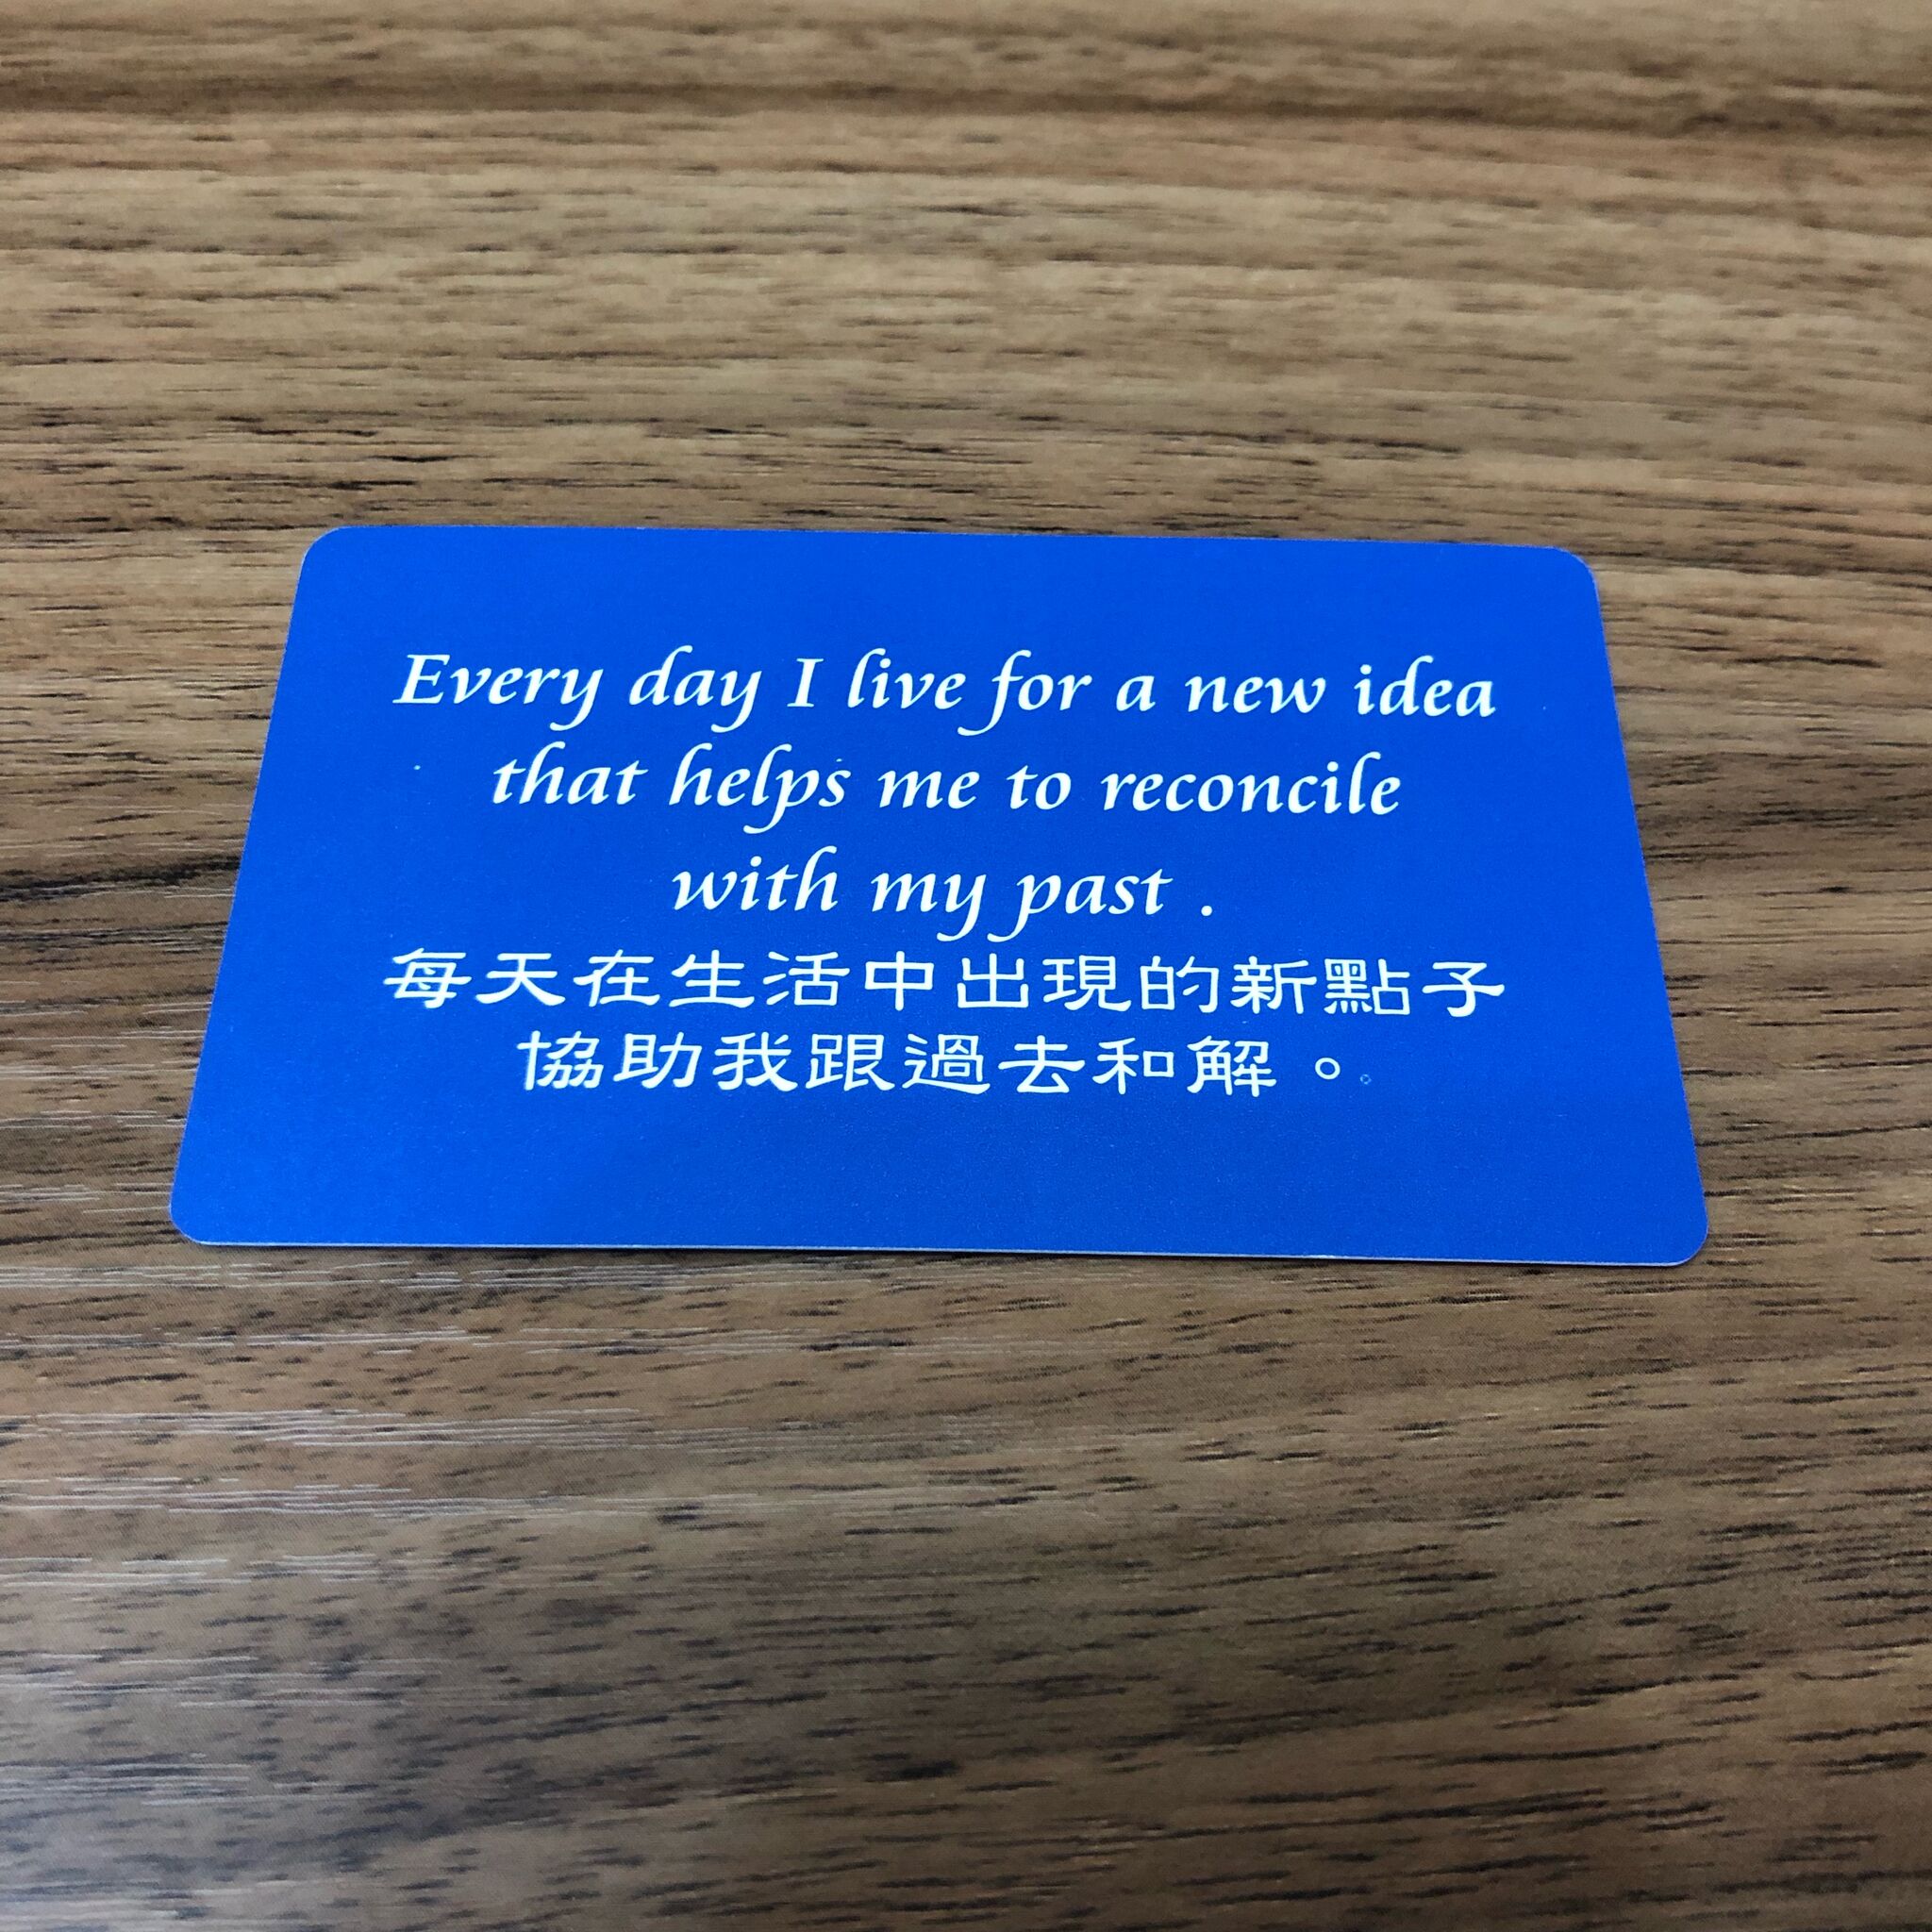 Every day I live for a new idea
that helps me to reconcile
with my past .
每天在生活中出現的新點子
協助我跟過去和解。